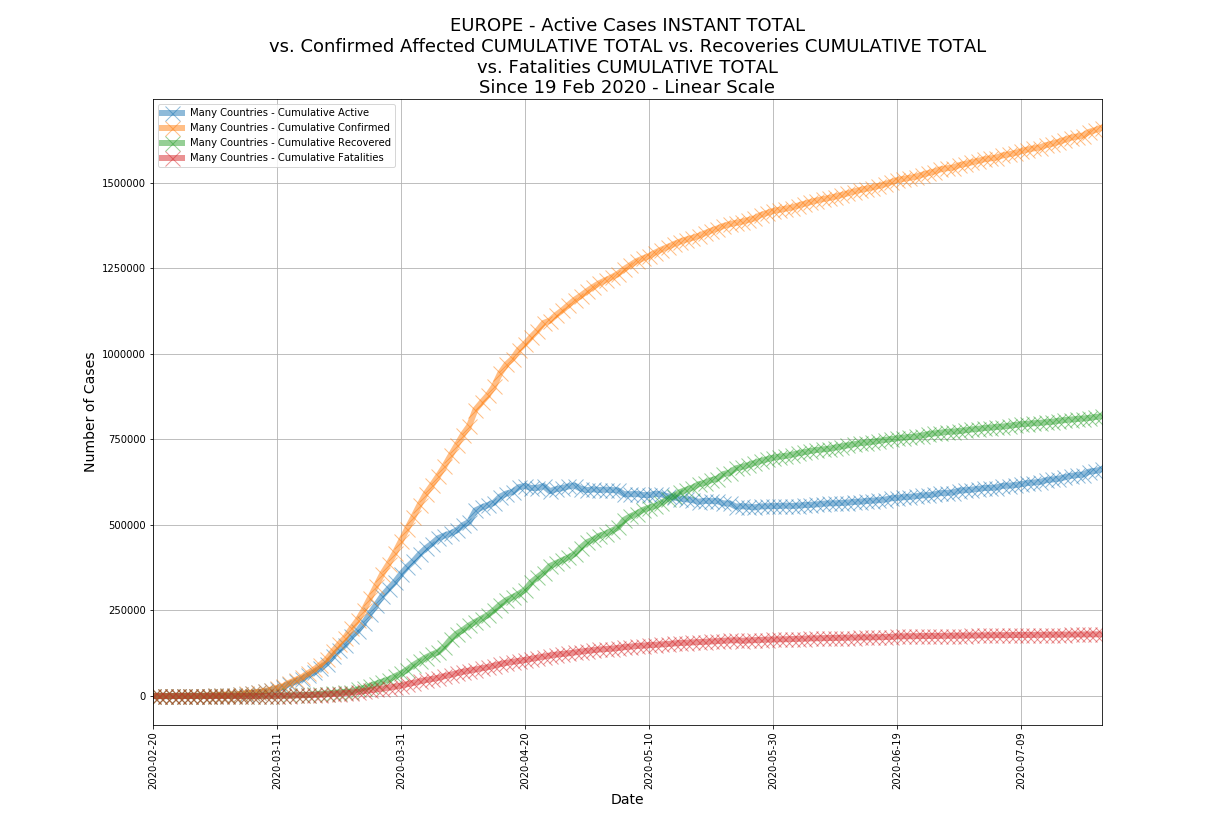 EUROPE - Active Cases INSTANT TOTAL
vs. Confirmed Affected CUMULATIVE TOTAL vs. Recoveries CUMULATIVE TOTAL
vs. Fatalities CUMULATIVE TOTAL
Since 19 Feb 2020 - Linear Scale
Many Countries - Cumulative Active
Many Countries - Cumulative Confirmed
Many Countries - Cumulative Recovered
Many Countries - Cumulative Fatalities
Number of Cases
1500000
1250000
1000000
750000
500000
250000
0
2020-02-20
2020-03-11
2020-03-31
2020-04-20
2020-05-10
2020-05-30
2020-06-19
2020-07-09
Date